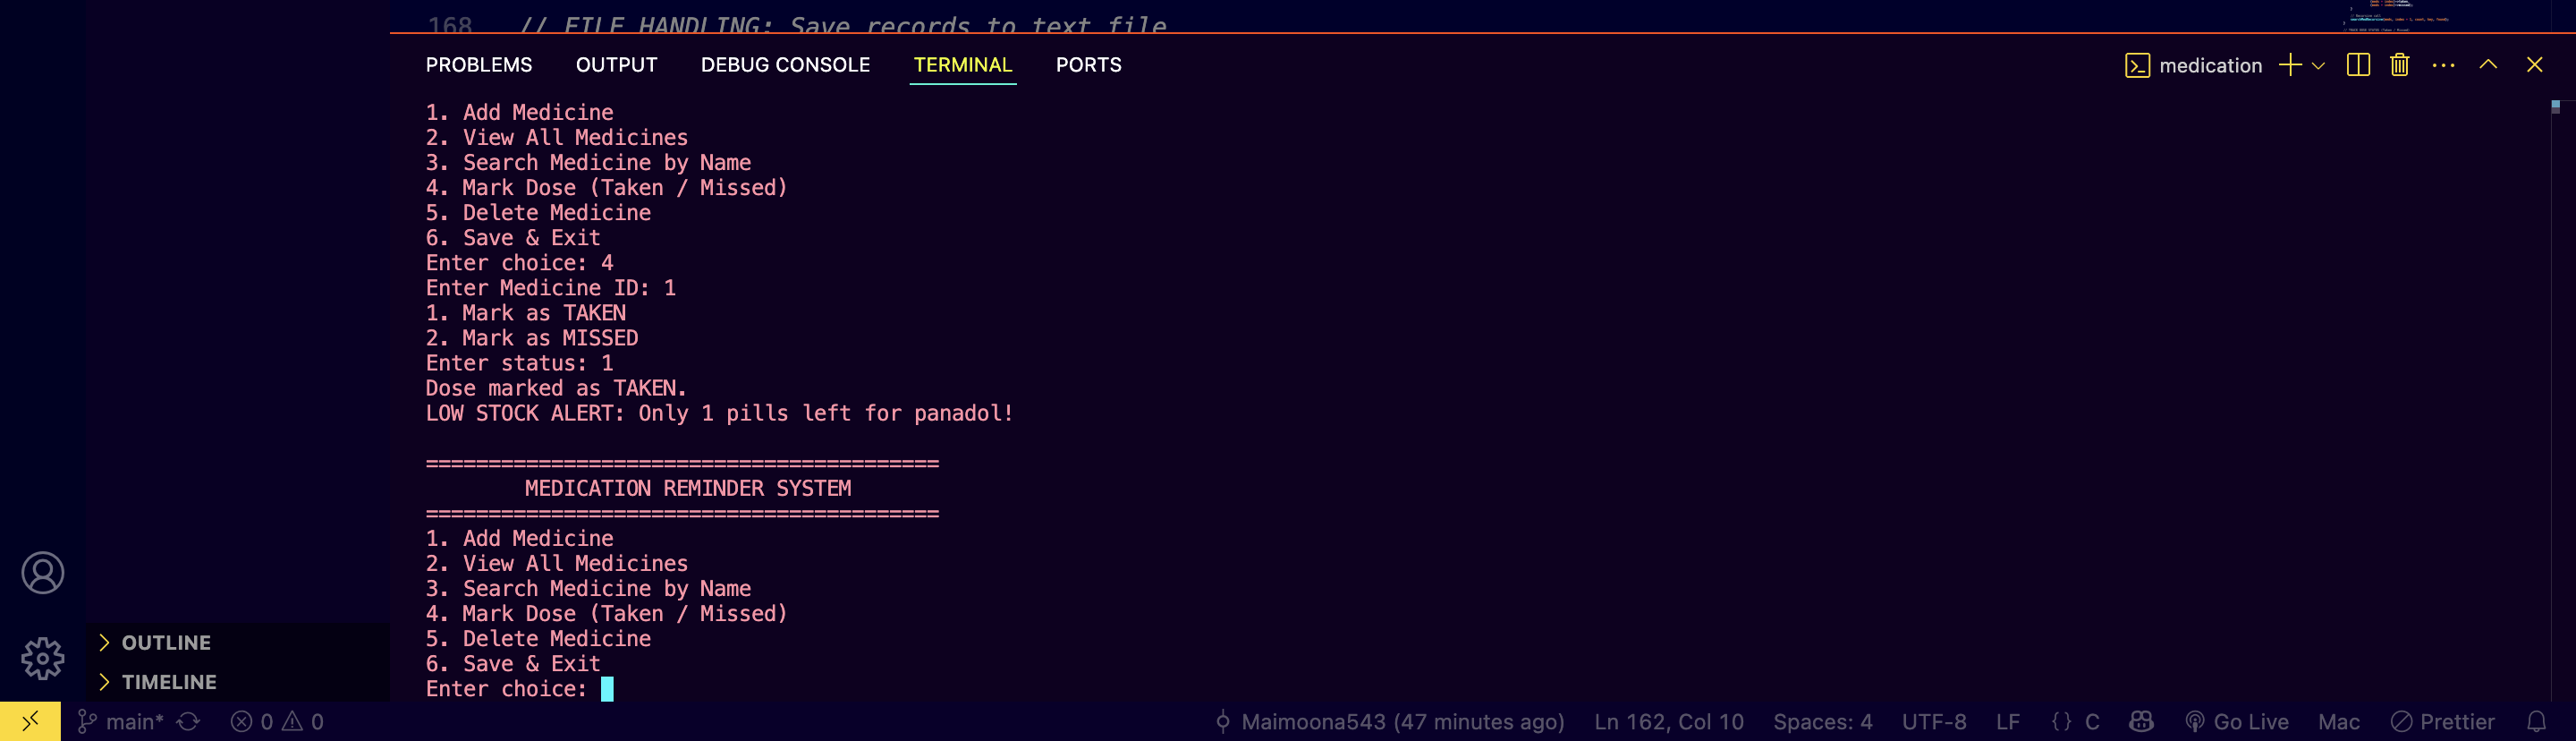 168 // FILE HANDLING: Save records to text file
PROBLEMS OUTPUT DEBUG CONSOLE TERMINAL PORTS medication
1. Add Medicine
2. View All Medicines
3. Search Medicine by Name
4. Mark Dose (Taken / Missed)
5. Delete Medicine
6. Save & Exit
Enter choice: 4
Enter Medicine ID: 1
1. Mark as TAKEN
2. Mark as MISSED
Enter status: 1
Dose marked as TAKEN.
LOW STOCK ALERT: Only 1 pills left for panadol!
=========================================
MEDICATION REMINDER SYSTEM
=========================================
1. Add Medicine
2. View All Medicines
3. Search Medicine by Name
4. Mark Dose (Taken / Missed)
5. Delete Medicine
6. Save & Exit
Enter choice:
OUTLINE
TIMELINE
main* 0 0 Maimoona543 (47 minutes ago) Ln 162, Col 10 Spaces: 4 UTF-8 LF {} C Go Live Mac Prettier